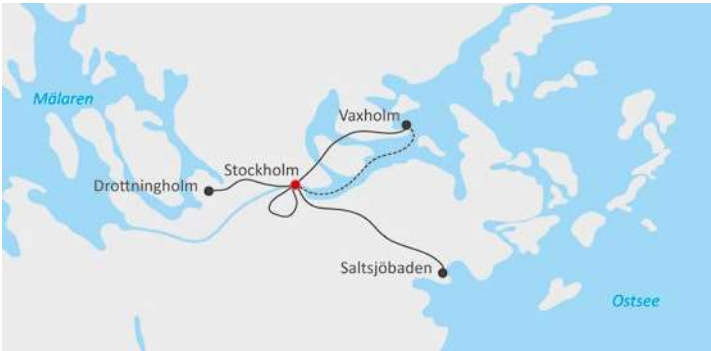 Mälaren
Vaxholm
Stockholm
Drottningholm
Saltsjöbaden
Ostsee